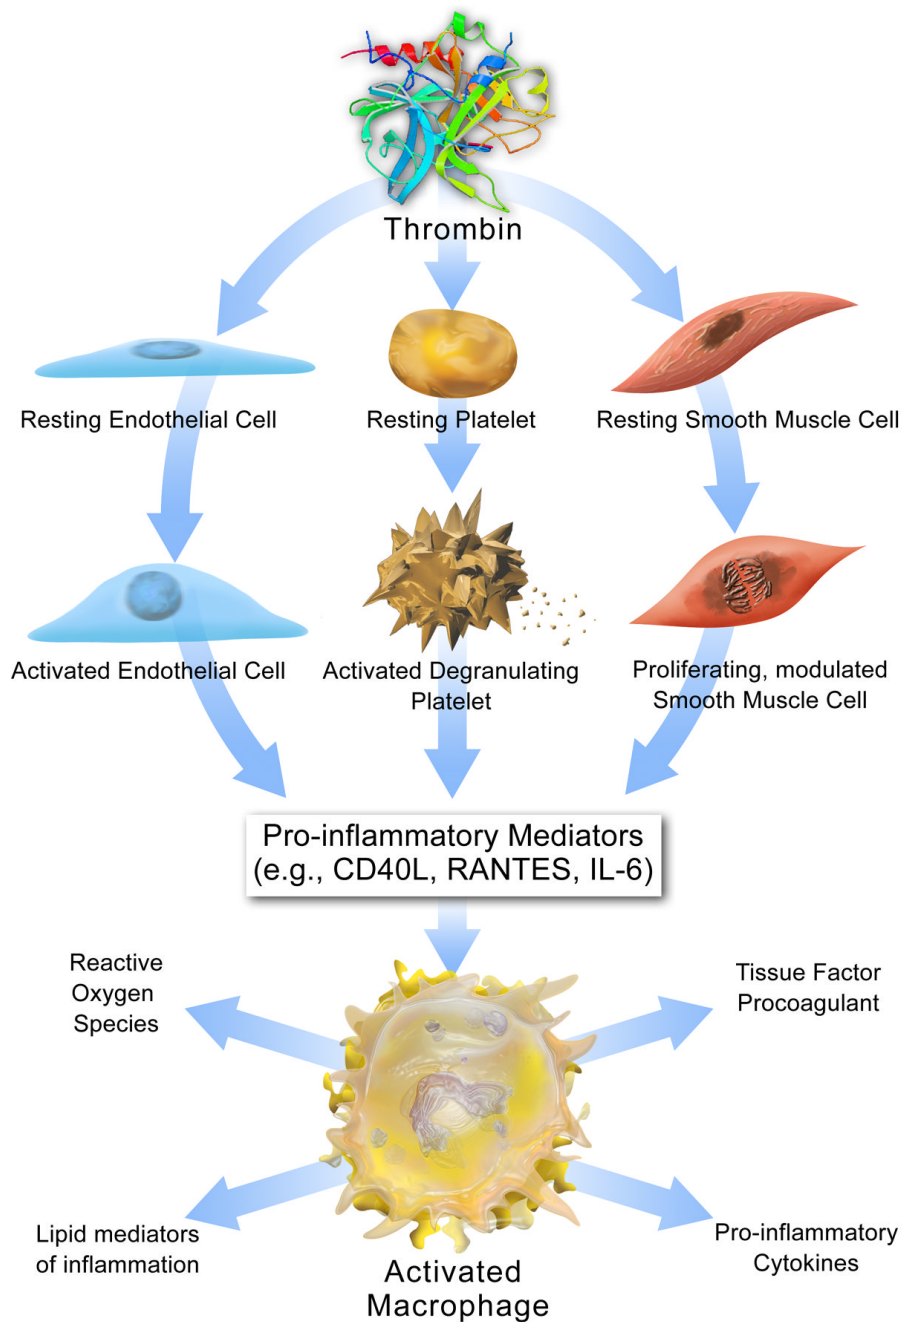 Thrombin
Resting Endothelial Cell
Resting Platelet
Resting Smooth Muscle Cell
Activated Endothelial Cell
Activated Degranulating
Platelet
Proliferating, modulated
Smooth Muscle Cell
Pro-inflammatory Mediators
(e.g., CD40L, RANTES, IL-6)
Reactive
Oxygen
Species
Tissue Factor
Procoagulant
Lipid mediators
of inflammation
Pro-inflammatory
Cytokines
Activated
Macrophage